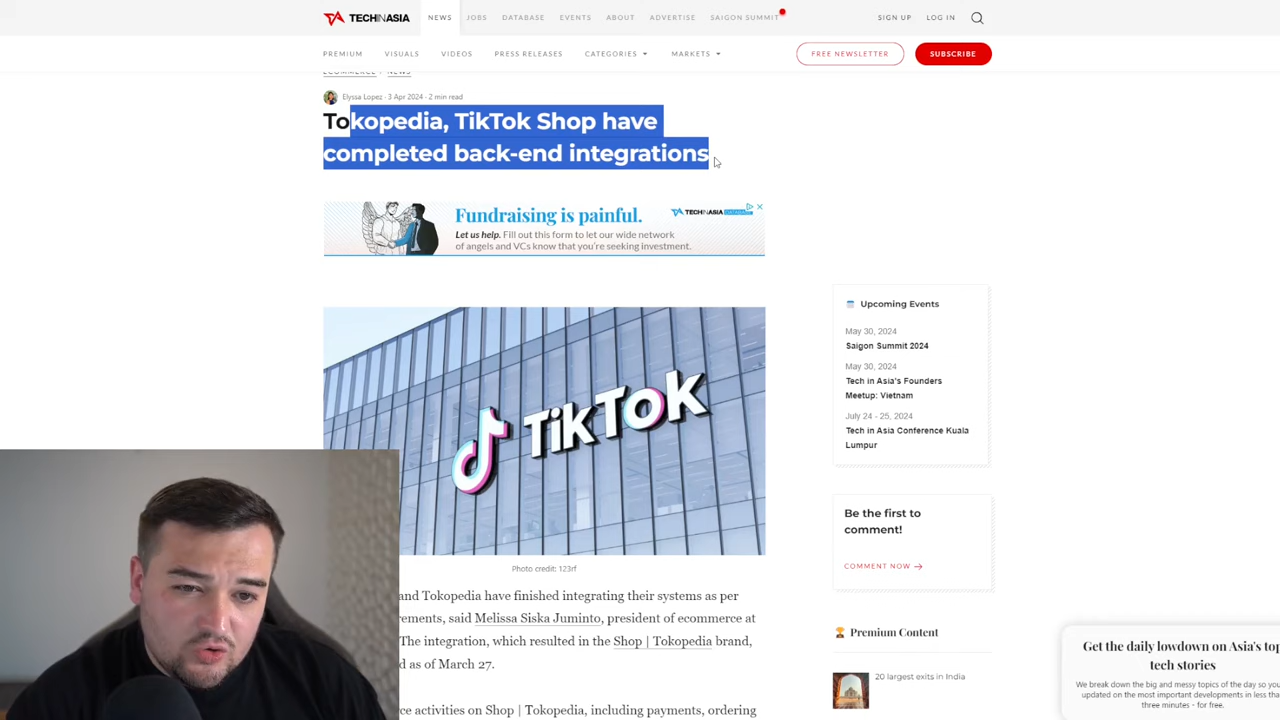 TECHINASIA
NEWS
JOBS
DATABASE
EVENTS
ABOUT
ADVERTISE
SAIGON SUMMIT
SIGN UP
LOG IN
PREMIUM
VISUALS
VIDEOS
PRESS RELEASES
CATEGORIES
MARKETS
FREE NEWSLETTER
SUBSCRIBE
ECOMMERCE
NEWS
Elyssa Lopez · 3 Apr 2024 · 2 min read
Tokopedia, TikTok Shop have
completed back-end integrations
Fundraising is painful.
Let us help. Fill out this form to let our wide network
of angels and VCs know that you're seeking investment.
TECHINASIA DATABASE
TikTok
Photo credit: 123rf
and Tokopedia have finished integrating their systems as per
rements, said Melissa Siska Juminto, president of ecommerce at
The integration, which resulted in the Shop | Tokopedia brand,
d as of March 27.
ce activities on Shop | Tokopedia, including payments, ordering
Upcoming Events
May 30, 2024
Saigon Summit 2024
May 30, 2024
Tech in Asia's Founders
Meetup: Vietnam
July 24 - 25, 2024
Tech in Asia Conference Kuala
Lumpur
Be the first to
comment!
COMMENT NOW →
Premium Content
20 largest exits in India
Get the daily lowdown on Asia's top
tech stories
We break down the big and messy topics of the day so you
updated on the most important developments in less tha
three minutes - for free.